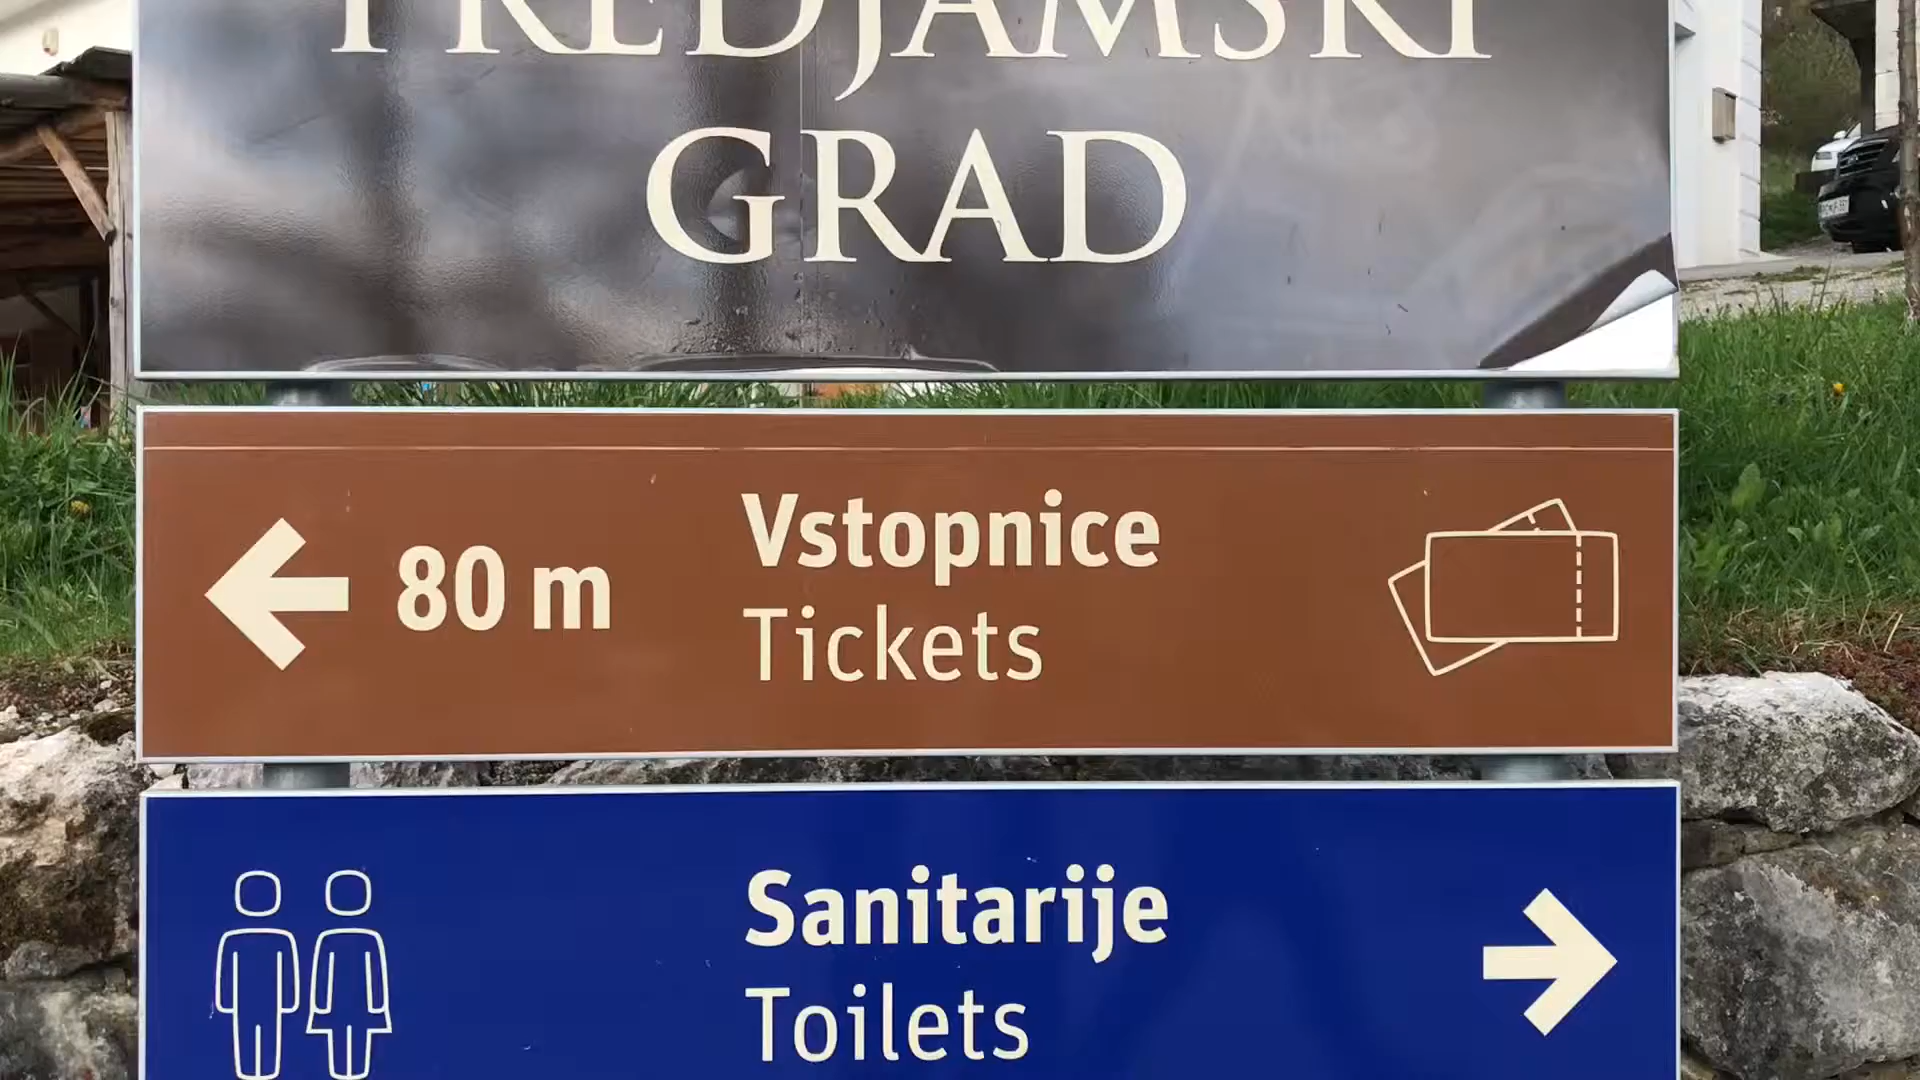 PREDJAMSKI
GRAD
80 m
Vstopnice
Tickets
Sanitarije
Toilets